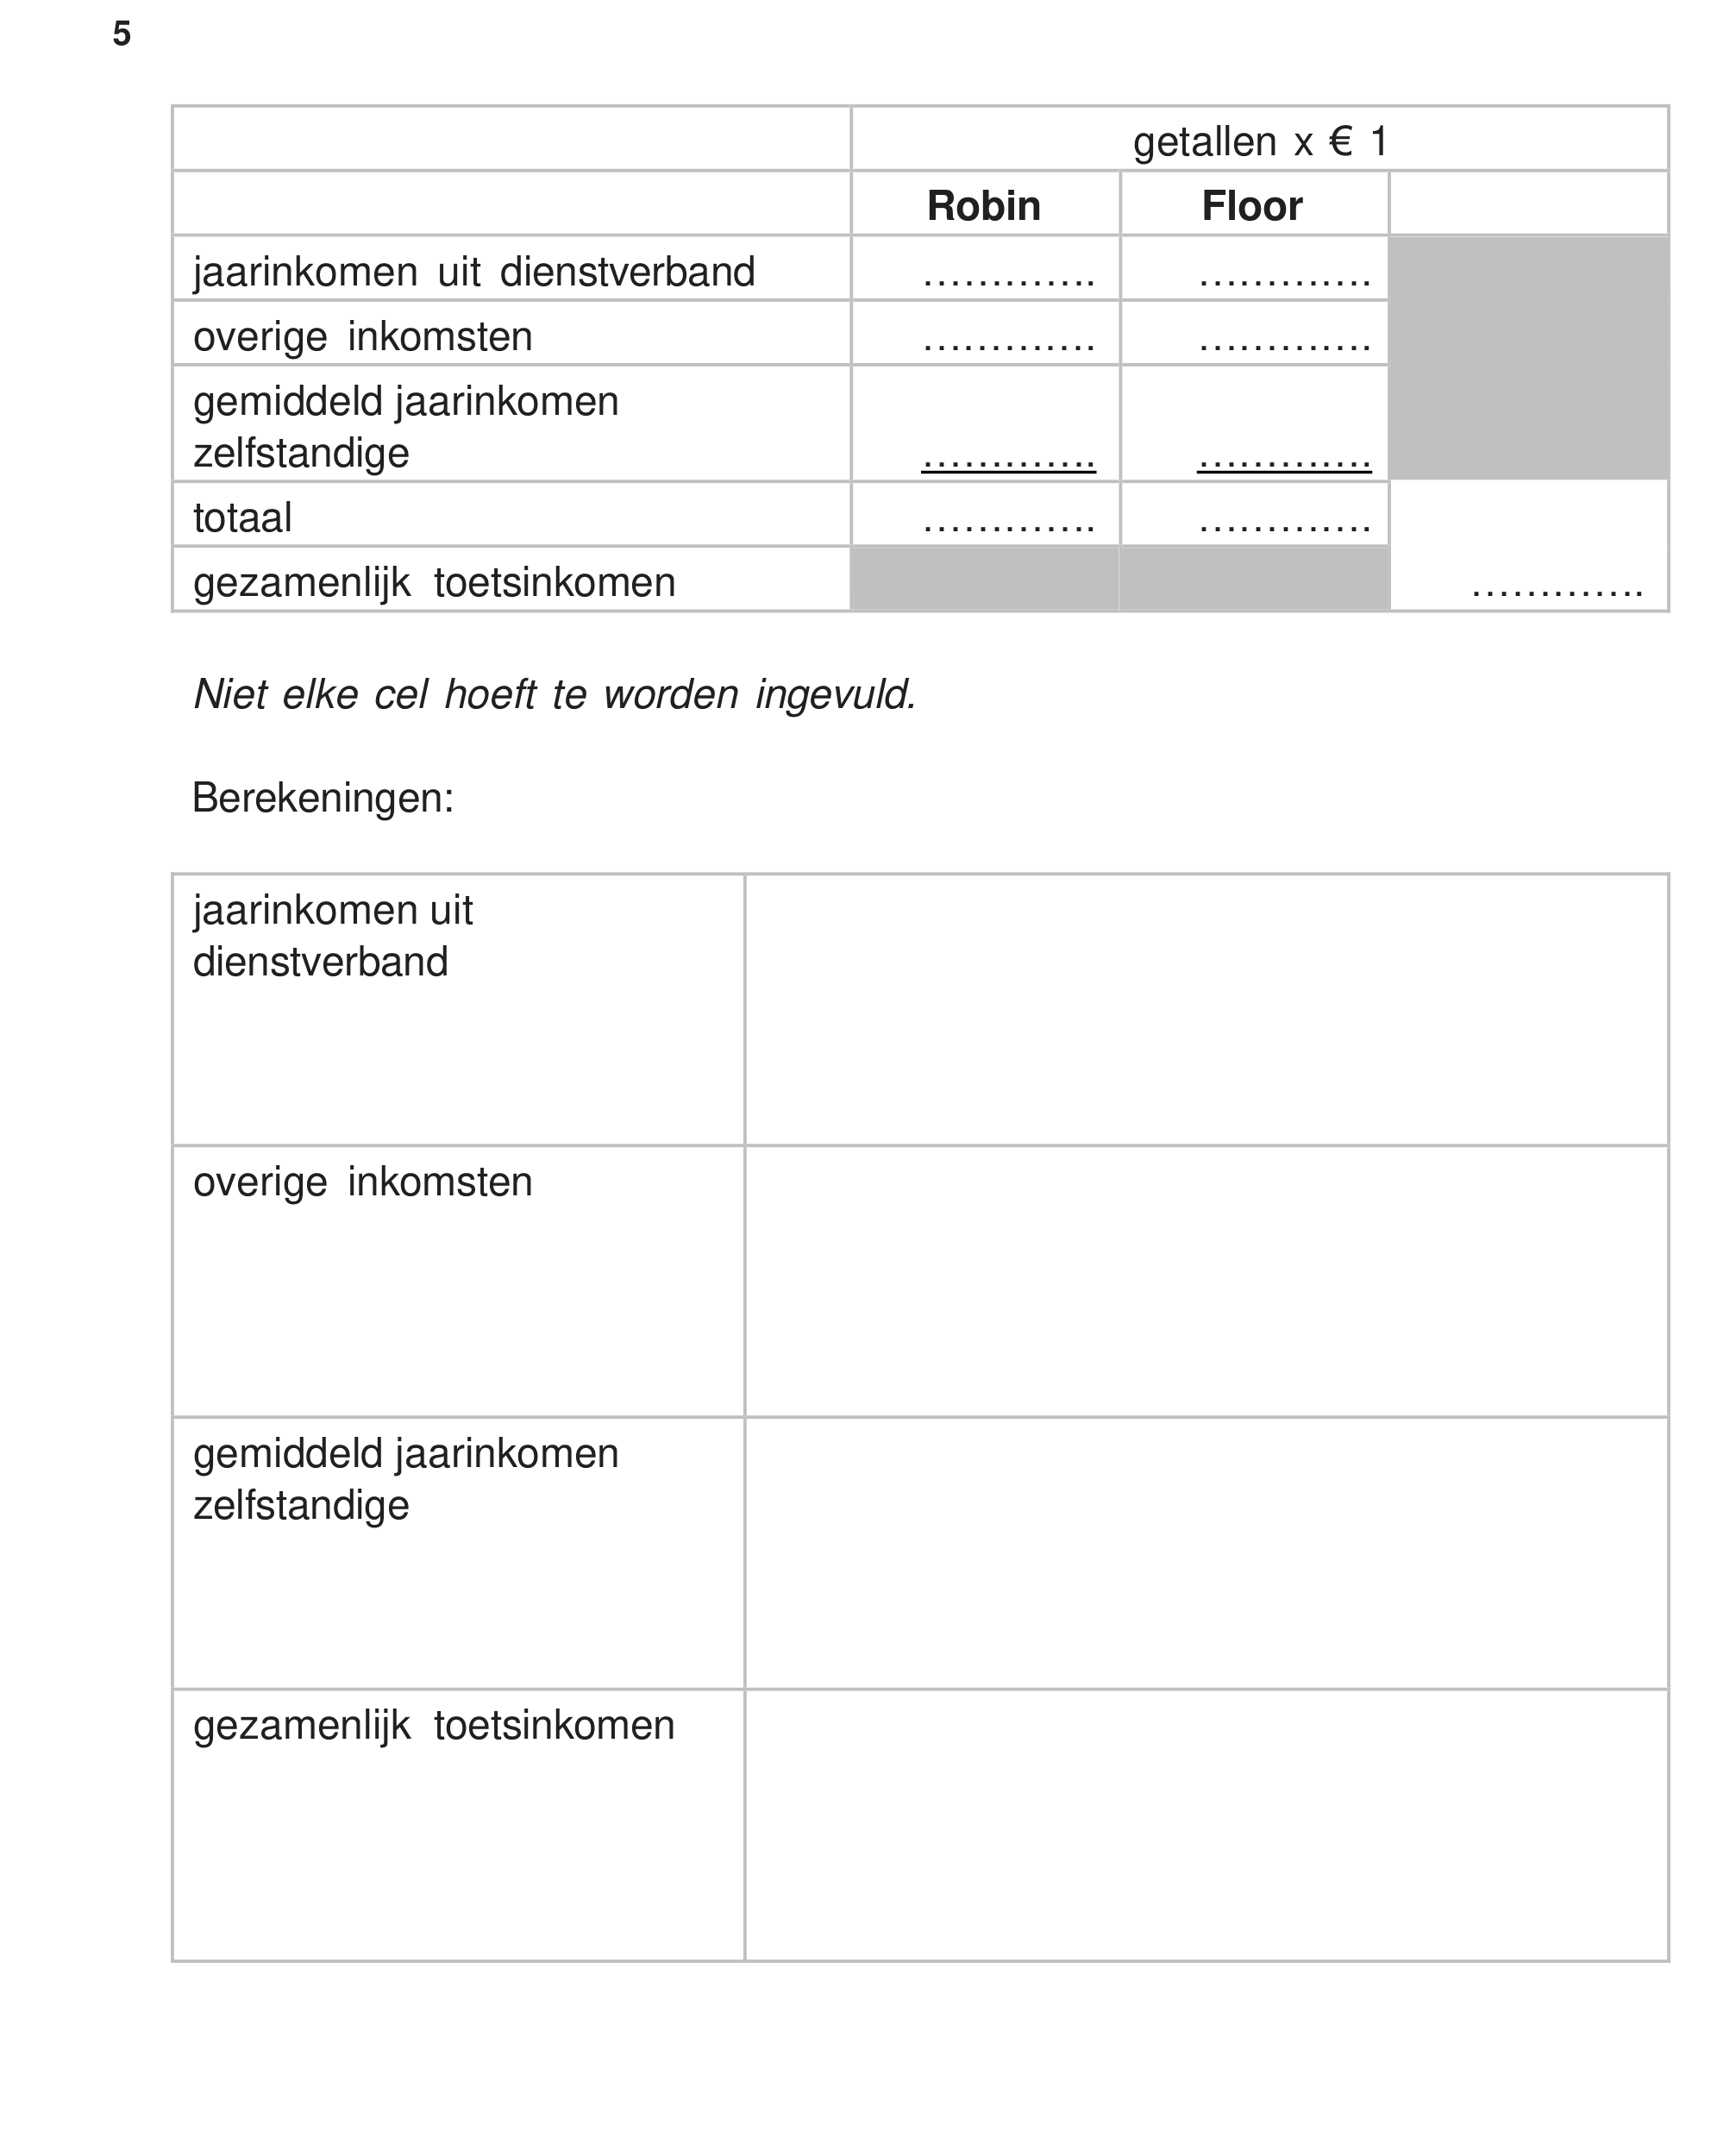 5
getallen x € 1
Robin Floor
jaarinkomen uit dienstverband ………….. ………….
overige inkomsten ………….. ………….
gemiddeld jaarinkomen
zelfstandige ………….. ………….
totaal ………….. ………….
gezamenlijk toetsinkomen ………….
Niet elke cel hoeft te worden ingevuld.
Berekeningen:
jaarinkomen uit
dienstverband
overige inkomsten
gemiddeld jaarinkomen
zelfstandige
gezamenlijk toetsinkomen